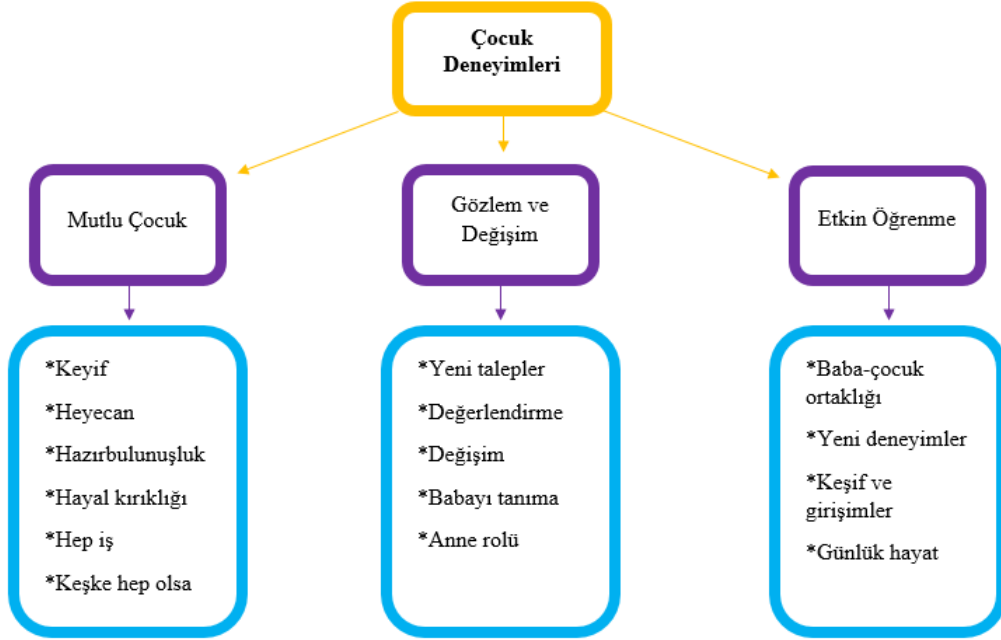 Çocuk
Deneyimleri
Mutlu Çocuk
Gözlem ve
Değişim
Etkin Öğrenme
*Keyif
*Heyecan
*Hazırbulunuşluk
*Hayal kırıklığı
*Hep iş
*Keşke hep olsa
*Yeni talepler
*Değerlendirme
*Değişim
*Babayı tanıma
*Anne rolü
*Baba-çocuk
ortaklığı
*Yeni deneyimler
*Keşif ve
girişimler
*Günlük hayat